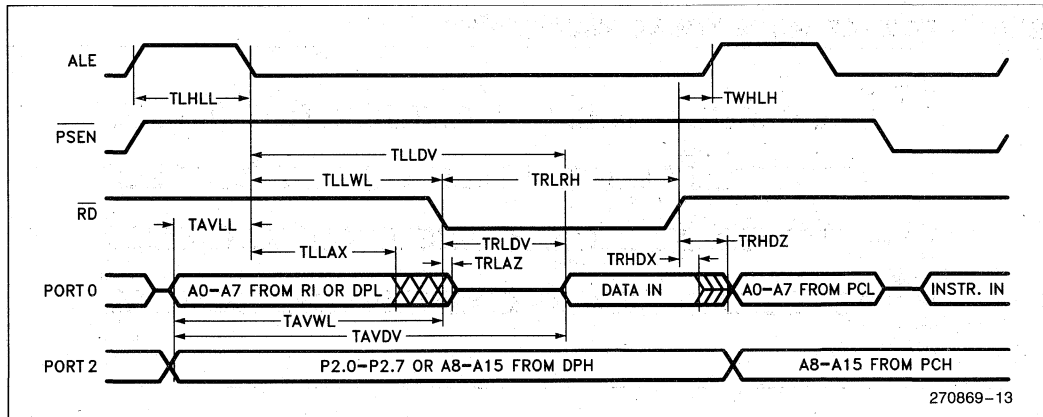 ALE
TLHLL
TWHLH
PSEN
TLLDV
TLLWL
TRLRH
RD
TAVLL
TLLAX
TRLDV
TRLAZ
TRHDX
TRHDZ
PORT 0
A0-A7 FROM RI OR DPL
DATA IN
A0-A7 FROM PCL
INSTR. IN
TAVWL
TAVDV
PORT 2
P2.0-P2.7 OR A8-A15 FROM DPH
A8-A15 FROM PCH
270869-13